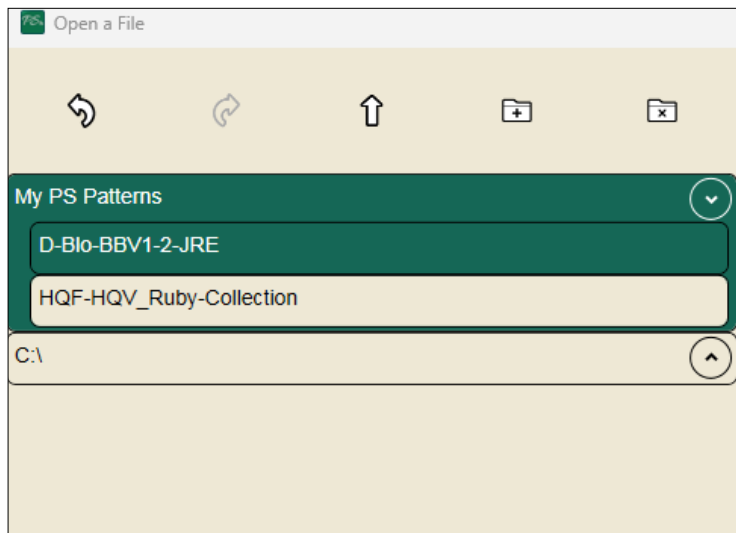 Open a File
My PS Patterns
D-Blo-BBV1-2-JRE
HQF-HQV_Ruby-Collection
C:\